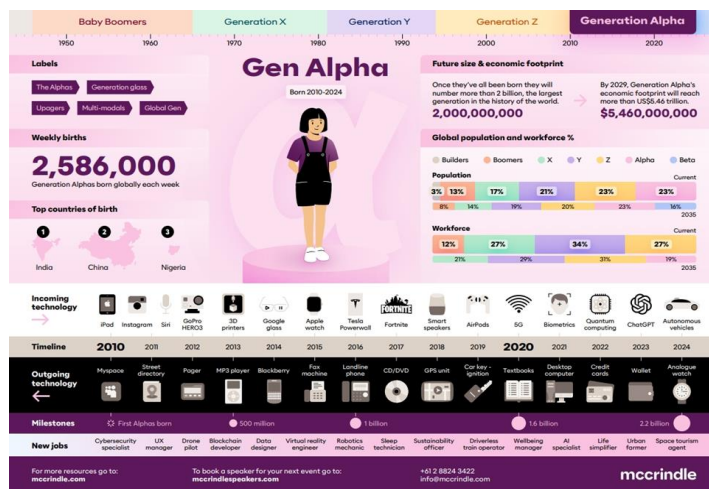 Baby Boomers Generation X Generation Y Generation Z Generation Alpha
1950 1960 1970 1980 1990 2000 2010 2020
Labels
The Alphas Generation glass
Upagers Multi-modals Global Gen
Weekly births
2,586,000
Generation Alphas born globally each week
Top countries of birth
1 2 3
India China Nigeria
Gen Alpha
Born 2010-2024
Future size & economic footprint
Once they've all been born they will
number more than 2 billion, the largest
generation in the history of the world.
2,000,000,000
By 2029, Generation Alpha's
economic footprint will reach
more than US$5.46 trillion.
$5,460,000,000
Global population and workforce %
Builders Boomers X Y Z Alpha Beta
Population Current
3% 13% 17% 21% 23% 23%
8% 14% 19% 20% 23% 16%
2035
Workforce Current
12% 27% 34% 27%
21% 29% 31% 19%
2035
Incoming
technology
iPad Instagram Siri GoPro HERO3 3D printers Google glass Apple watch Tesla Powerwall Fortnite Smart speakers AirPods 5G Biometrics Quantum computing ChatGPT Autonomous vehicles
FORTNITE
Timeline 2010 2011 2012 2013 2014 2015 2016 2017 2018 2019 2020 2021 2022 2023 2024
Outgoing
technology
Myspace Street directory Pager MP3 player Blackberry Fax machine Landline phone CD/DVD GPS unit Car key - ignition Textbooks Desktop computer Credit cards Wallet Analogue watch
Milestones First Alphas born 500 million 1 billion 1.6 billion 2.2 billion
New jobs Cybersecurity specialist UX manager Drone pilot Blockchain developer Data designer Virtual reality engineer Robotics mechanic Sleep technician Sustainability officer Driverless train operator Wellbeing manager AI specialist Life simplifier Urban farmer Space tourism agent
For more resources go to:
mccrindle.com
To book a speaker for your next event go to:
mccrindlespeakers.com
+61 2 8824 3422
info@mccrindle.com
mccrindle